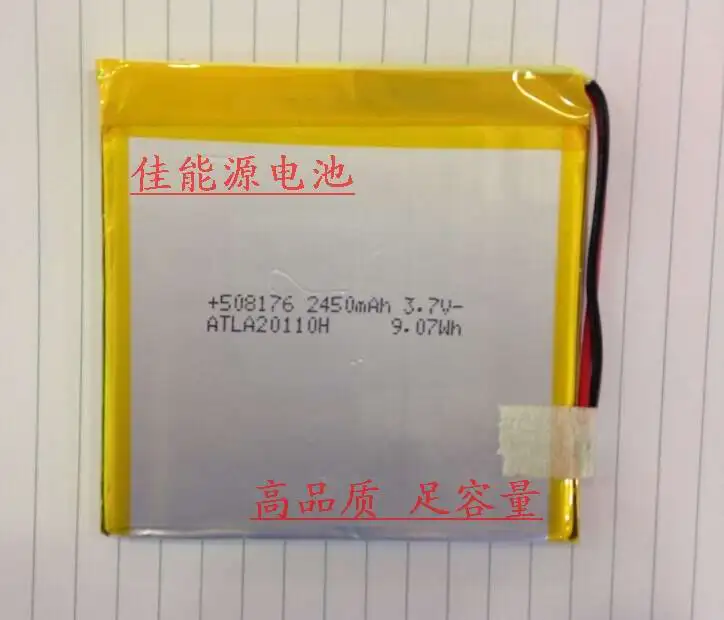 佳能源电池
+508176 2450mAh 3.7V-
ATLA20110H 9.07Wh
高品质 足容量